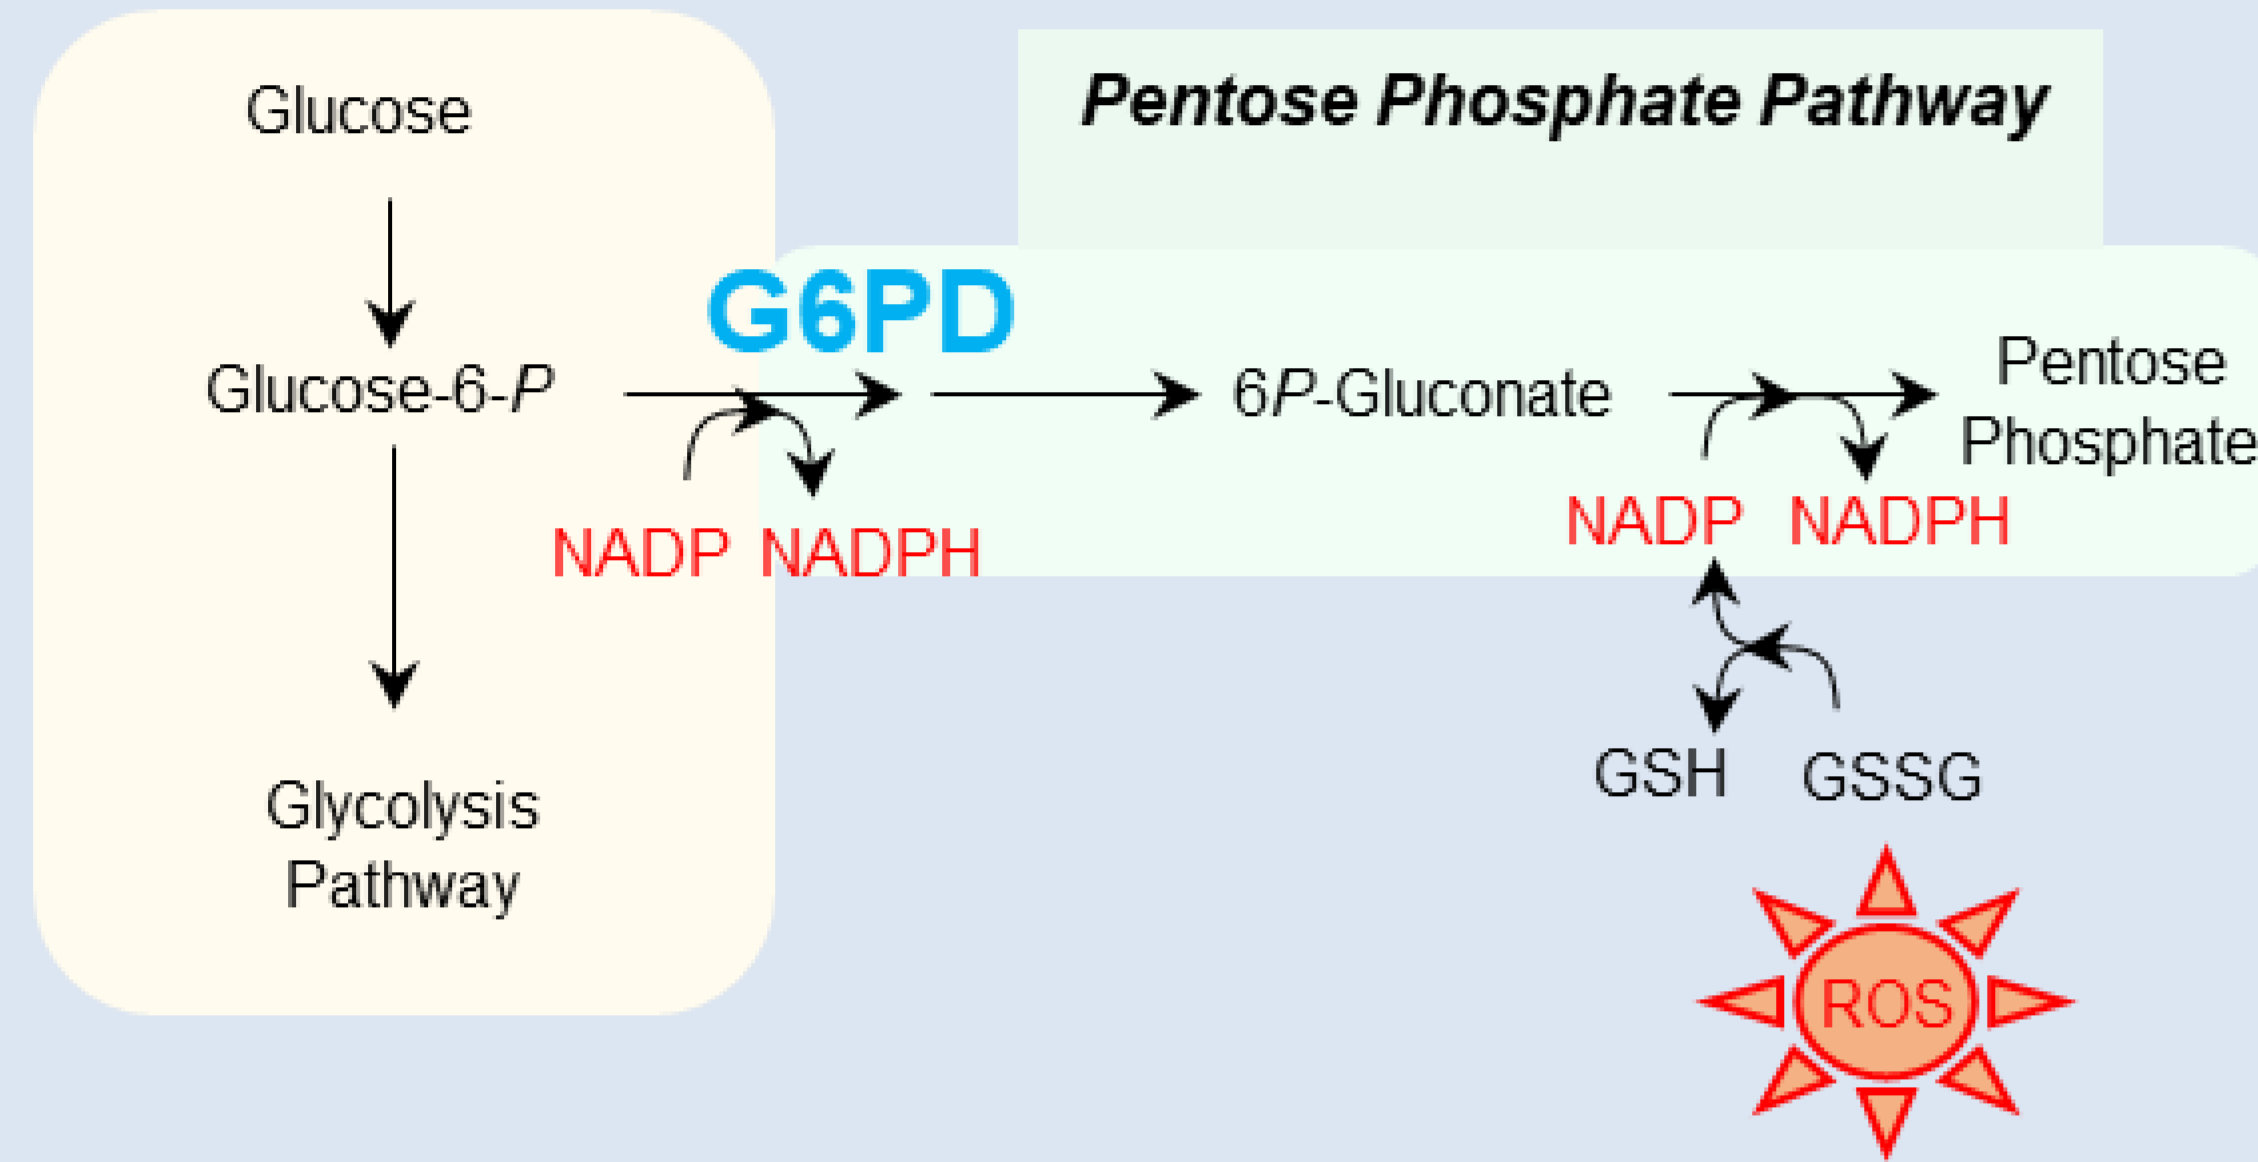 Glucose
Pentose Phosphate Pathway
G6PD
Glucose-6-P
6P-Gluconate
Pentose
Phosphate
NADP NADPH
NADP NADPH
GSH GSSG
Glycolysis
Pathway
ROS